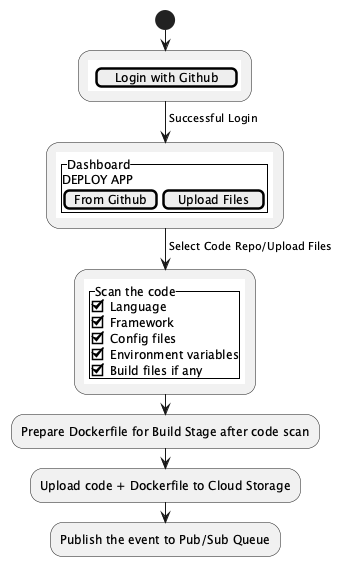 Login with Github
Successful Login
Dashboard
DEPLOY APP
From Github Upload Files
Select Code Repo/Upload Files
Scan the code
Language
Framework
Config files
Environment variables
Build files if any
Prepare Dockerfile for Build Stage after code scan
Upload code + Dockerfile to Cloud Storage
Publish the event to Pub/Sub Queue